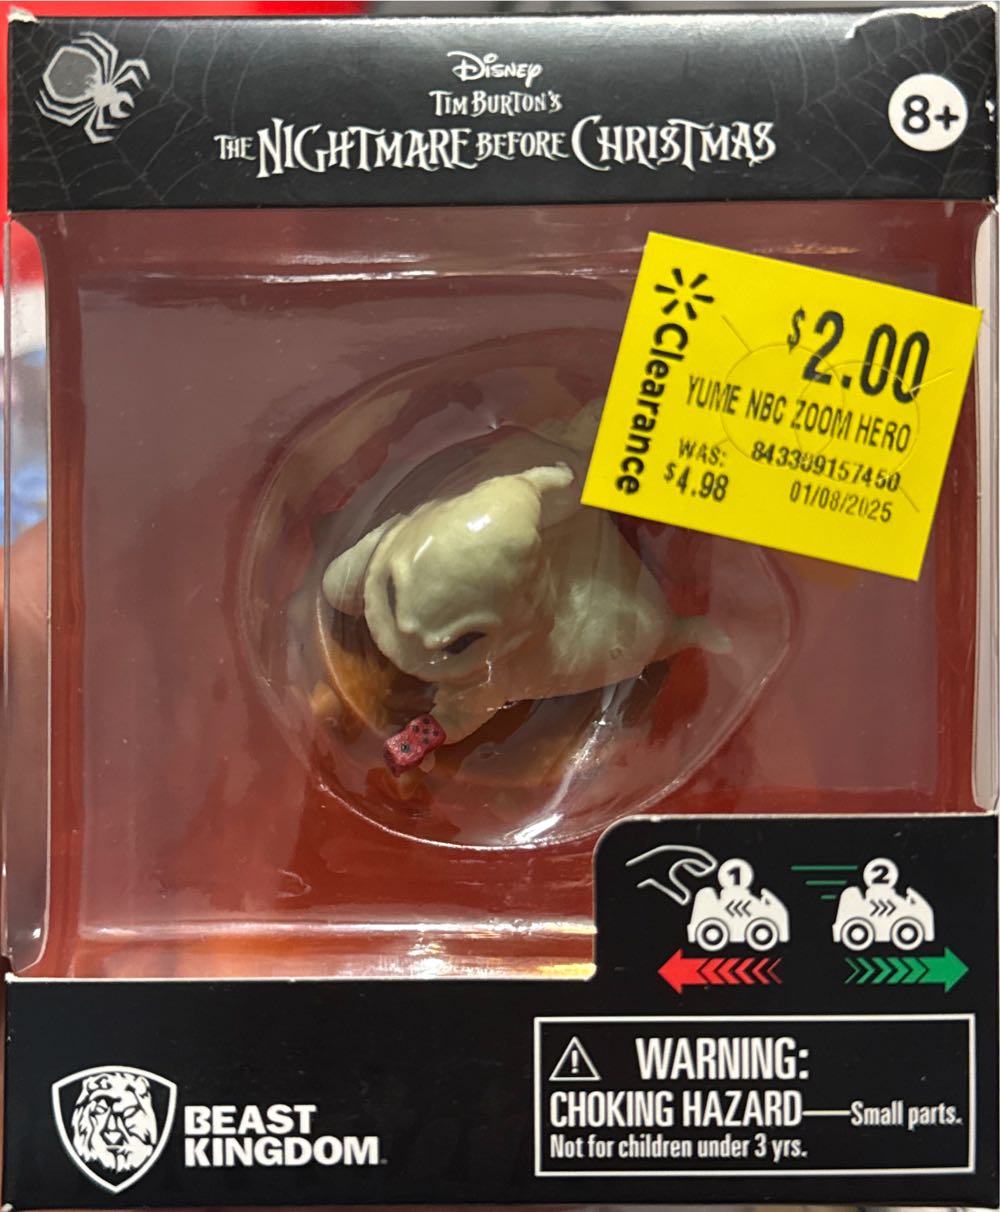 Disney
TIM BURTON'S
THE NIGHTMARE BEFORE CHRISTMAS
8+
Clearance
$2.00
YUME NBC ZOOM HERO
WAS:
$4.98
843309157450
01/08/2025
1
2
BEAST
KINGDOM
WARNING:
CHOKING HAZARD—Small parts.
Not for children under 3 yrs.